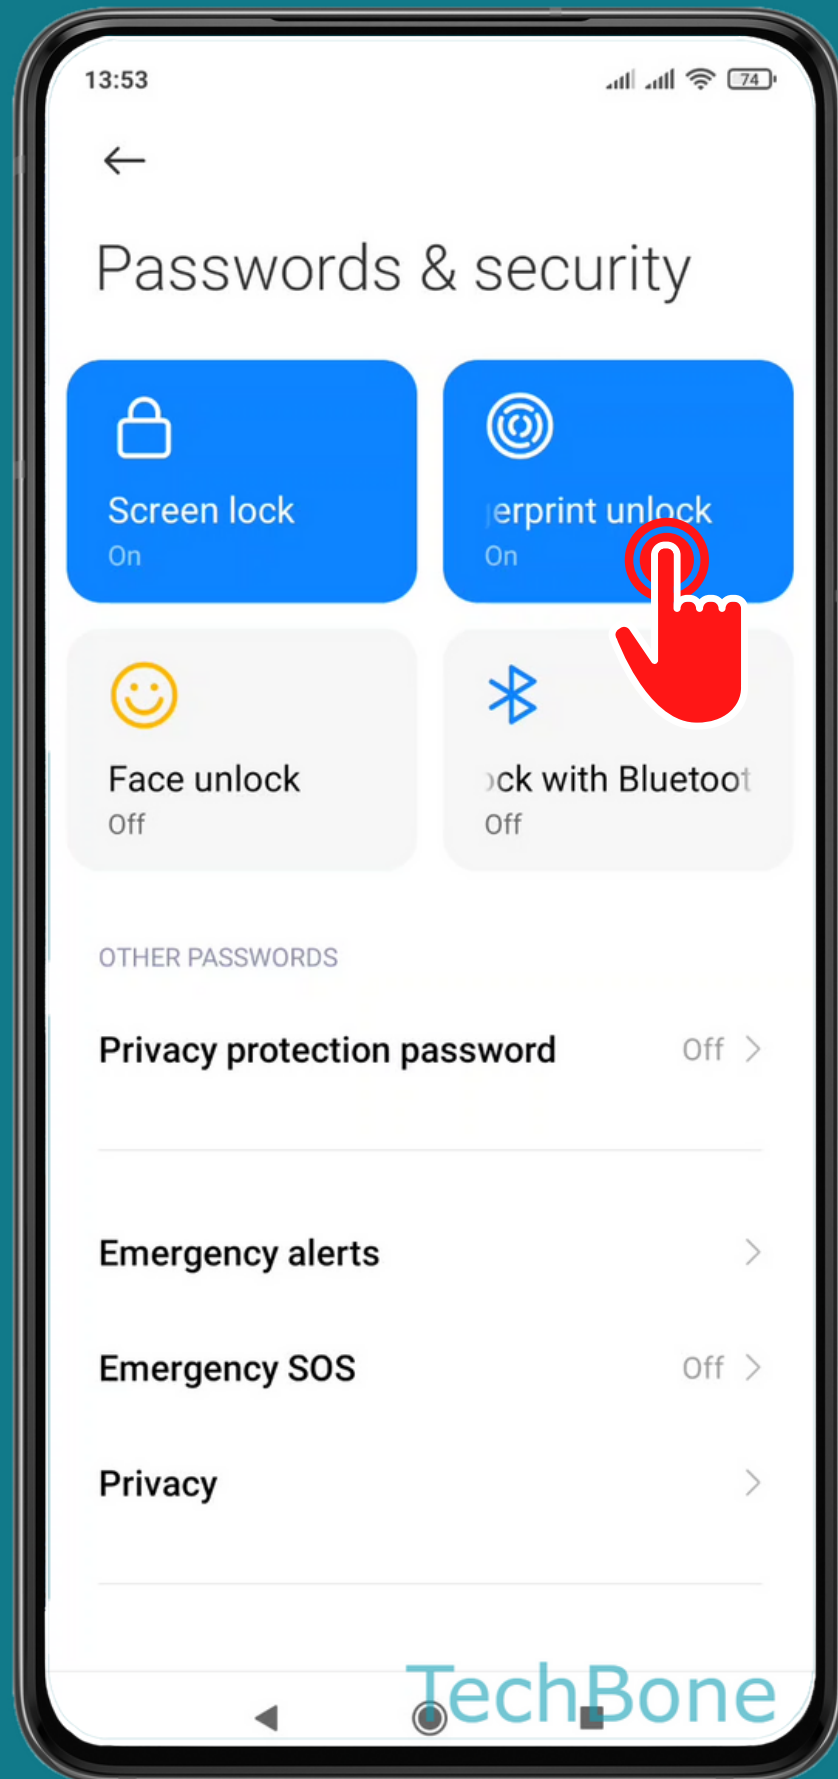 13:53
74
Passwords & security
Screen lock
On
erprint unlock
On
Face unlock
Off
ck with Bluetoot
Off
OTHER PASSWORDS
Privacy protection password
Off
Emergency alerts
Emergency SOS
Off
Privacy
TechBone